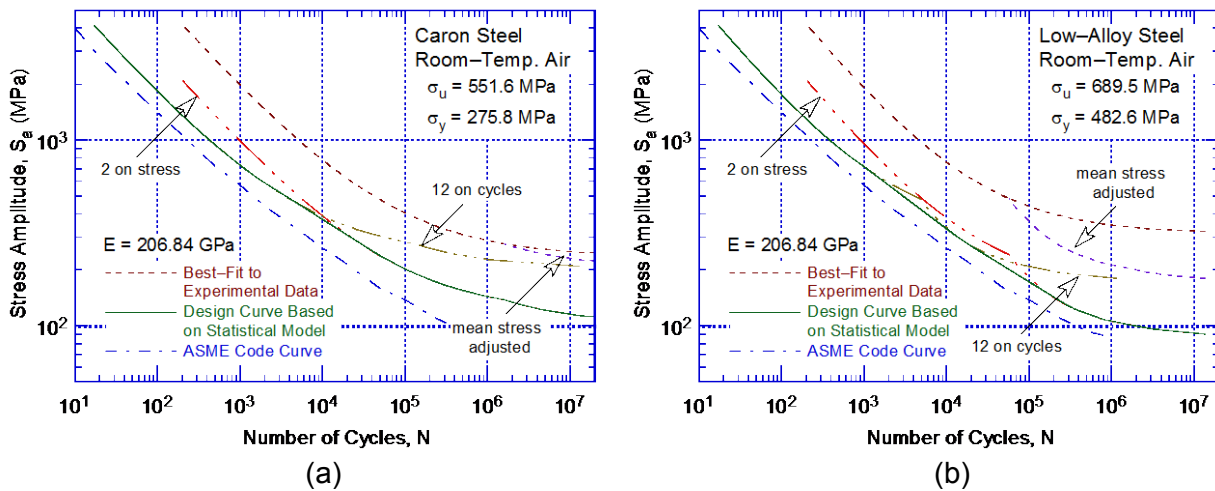 Stress Amplitude, Sa (MPa)
10³
10²
Caron Steel
Room–Temp. Air
σu = 551.6 MPa
σy = 275.8 MPa
2 on stress
12 on cycles
E = 206.84 GPa
Best–Fit to
Experimental Data
Design Curve Based
on Statistical Model
ASME Code Curve
mean stress
adjusted
10¹ 10² 10³ 10⁴ 10⁵ 10⁶ 10⁷
Number of Cycles, N
(a)
Stress Amplitude, Sa (MPa)
10³
10²
Low–Alloy Steel
Room–Temp. Air
σu = 689.5 MPa
σy = 482.6 MPa
2 on stress
mean stress
adjusted
E = 206.84 GPa
Best–Fit to
Experimental Data
Design Curve Based
on Statistical Model
ASME Code Curve
12 on cycles
10¹ 10² 10³ 10⁴ 10⁵ 10⁶ 10⁷
Number of Cycles, N
(b)